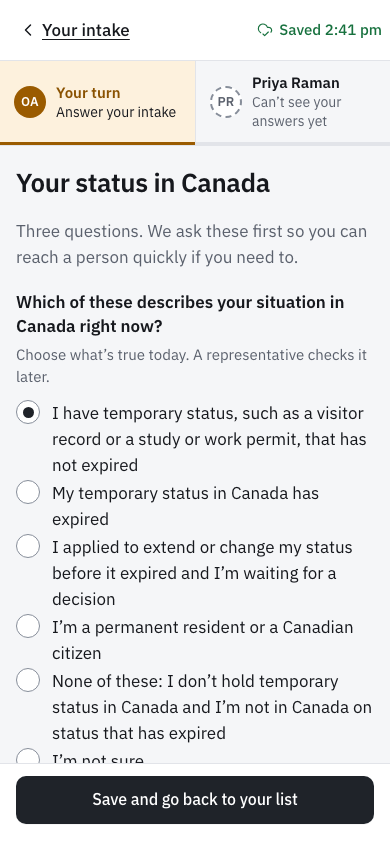 Your intake
Saved 2:41 pm
OA
Your turn
Answer your intake
PR
Priya Raman
Can’t see your
answers yet
Your status in Canada
Three questions. We ask these first so you can
reach a person quickly if you need to.
Which of these describes your situation in
Canada right now?
Choose what’s true today. A representative checks it
later.
I have temporary status, such as a visitor
record or a study or work permit, that has
not expired
My temporary status in Canada has
expired
I applied to extend or change my status
before it expired and I’m waiting for a
decision
I’m a permanent resident or a Canadian
citizen
None of these: I don’t hold temporary
status in Canada and I’m not in Canada on
status that has expired
I’m not sure
Save and go back to your list